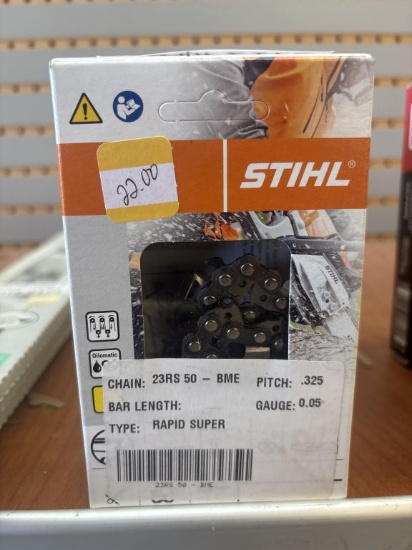 22.00
STIHL®
Oilomatic
CHAIN: 23RS 50 - BME PITCH: .325
BAR LENGTH: GAUGE: 0.05
TYPE: RAPID SUPER
23RS 50 - BME